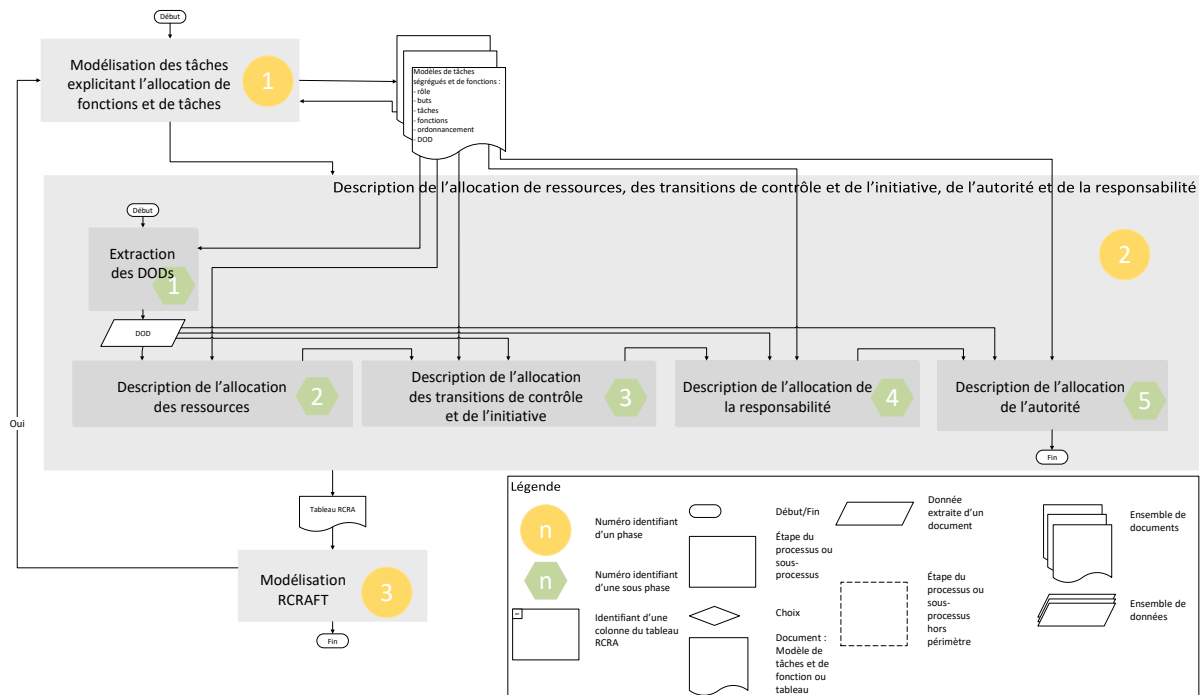 Début
Modélisation des tâches
explicitant l’allocation de
fonctions et de tâches
1
Modèles de tâches
ségrégués et de fonctions :
- rôle
- buts
- tâches
- fonctions
- ordonnancement
- DOD
Description de l’allocation de ressources, des transitions de contrôle et de l’initiative, de l’autorité et de la responsabilité
2
Début
Extraction
des DODs
1
DOD
Description de l’allocation
des ressources
2
Description de l’allocation
des transitions de contrôle
et de l’initiative
3
Description de l’allocation de
la responsabilité
4
Description de l’allocation
de l’autorité
5
Fin
Oui
Tableau RCRA
Modélisation
RCRAFT
3
Fin
Légende
n
Numéro identifiant
d’un phase
n
Numéro identifiant
d’une sous phase
Identifiant d’une
colonne du tableau
RCRA
Début/Fin
Étape du
processus ou
sous-
processus
Choix
Document :
Modèle de
tâches et de
fonction ou
tableau
Donnée
extraite d’un
document
Étape du
processus ou
sous-
processus
hors
périmètre
Ensemble de
documents
Ensemble de
données